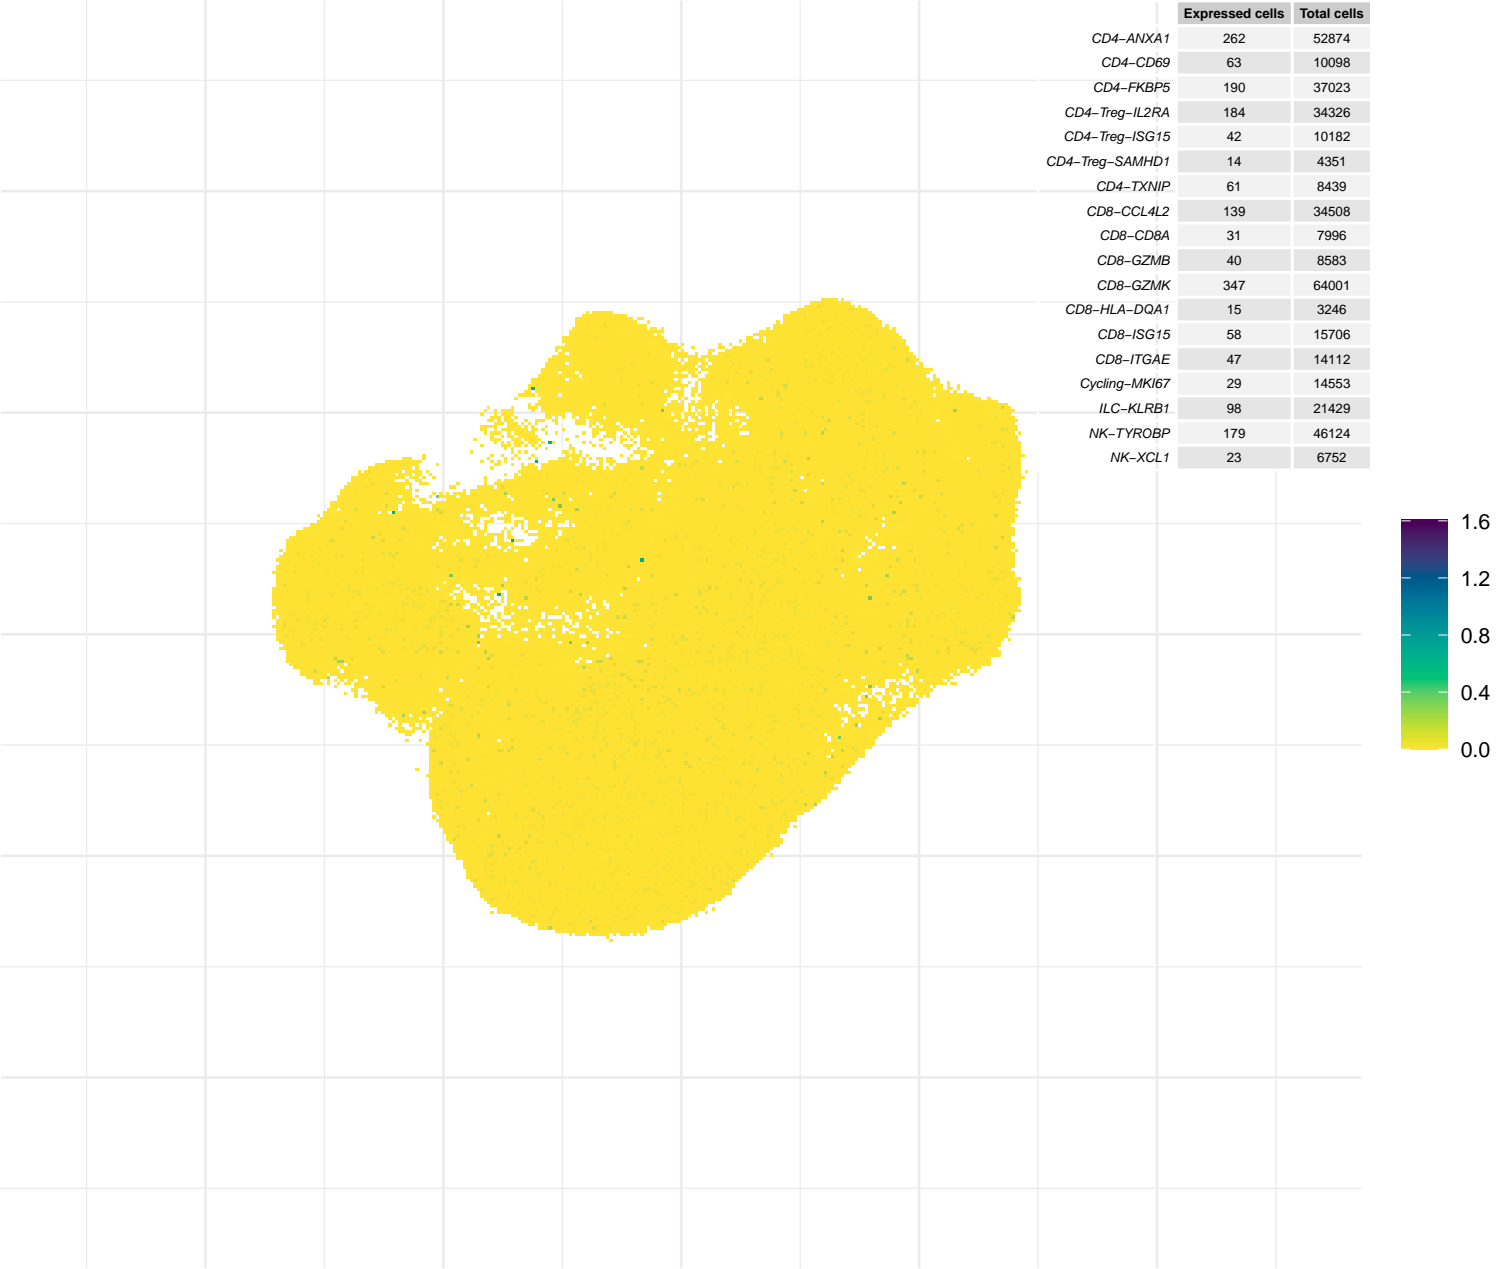 Expressed cells Total cells
CD4−ANXA1 262 52874
CD4−CD69 63 10098
CD4−FKBP5 190 37023
CD4−Treg−IL2RA 184 34326
CD4−Treg−ISG15 42 10182
CD4−Treg−SAMHD1 14 4351
CD4−TXNIP 61 8439
CD8−CCL4L2 139 34508
CD8−CD8A 31 7996
CD8−GZMB 40 8583
CD8−GZMK 347 64001
CD8−HLA−DQA1 15 3246
CD8−ISG15 58 15706
CD8−ITGAE 47 14112
Cycling−MKI67 29 14553
ILC−KLRB1 98 21429
NK−TYROBP 179 46124
NK−XCL1 23 6752
1.6
1.2
0.8
0.4
0.0